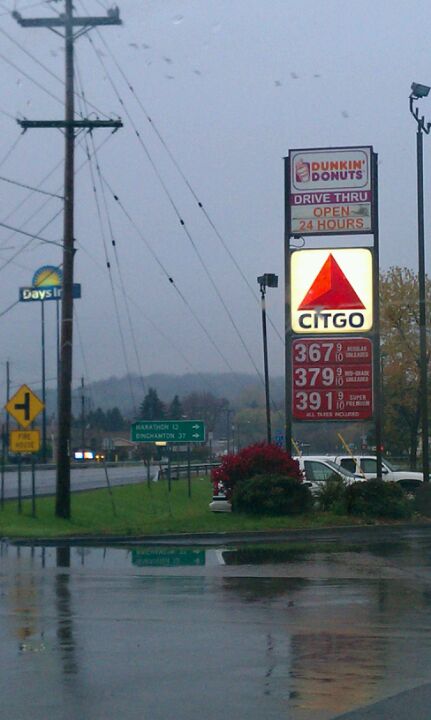 DUNKIN'
DONUTS
DRIVE THRU
OPEN
24 HOURS
CITGO
367 9/10 REGULAR UNLEADED
379 9/10 MID-GRADE UNLEADED
391 9/10 SUPER PREMIUM
ALL TAXES INCLUDED
Days Inn
MARATHON 12
BINGHAMTON 37
FIRE
HOUSE